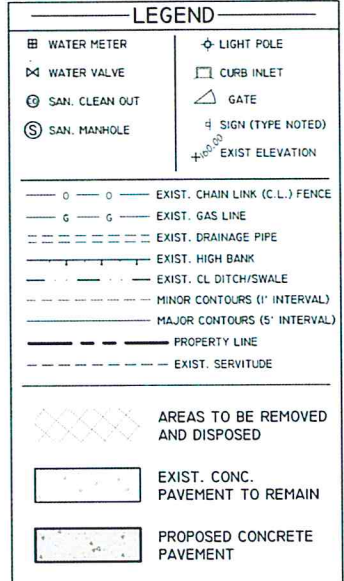 LEGEND
WATER METER
WATER VALVE
CO SAN. CLEAN OUT
S SAN. MANHOLE
LIGHT POLE
CURB INLET
GATE
SIGN (TYPE NOTED)
+100.00 EXIST ELEVATION
O O EXIST. CHAIN LINK (C.L.) FENCE
G G EXIST. GAS LINE
EXIST. DRAINAGE PIPE
EXIST. HIGH BANK
EXIST. CL DITCH/SWALE
MINOR CONTOURS (1' INTERVAL)
MAJOR CONTOURS (5' INTERVAL)
PROPERTY LINE
EXIST. SERVITUDE
AREAS TO BE REMOVED
AND DISPOSED
EXIST. CONC.
PAVEMENT TO REMAIN
PROPOSED CONCRETE
PAVEMENT